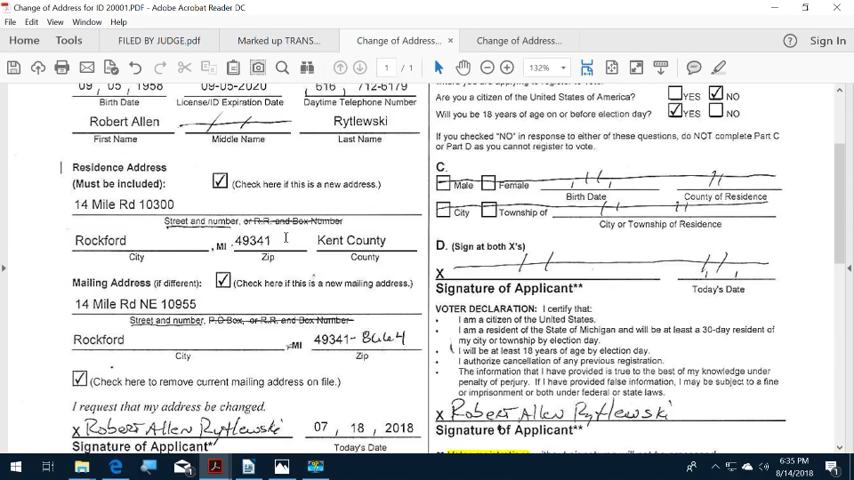 Change of Address for ID 20001.PDF - Adobe Acrobat Reader DC
File Edit View Window Help
Home Tools FILED BY JUDGE.pdf Marked up TRANS... Change of Address... × Change of Address... Sign In
1 / 1 132%
09, 05, 1958 09-05-2020 616 712-6179
Birth Date License/ID Expiration Date Daytime Telephone Number
Robert Allen Rytlewski
First Name Middle Name Last Name
Residence Address
(Must be included): (Check here if this is a new address.)
14 Mile Rd 10300
Street and number, or R.R. and Box Number
Rockford , MI 49341 Kent County
City Zip County
Mailing Address (if different): (Check here if this is a new mailing address.)
14 Mile Rd NE 10955
Street and number, P.O Box, or R.R. and Box Number
Rockford , MI 49341-8664
City Zip
(Check here to remove current mailing address on file.)
I request that my address be changed.
X Robert Allen Rytlewski 07, 18, 2018
Signature of Applicant** Today's Date
Are you a citizen of the United States of America? YES NO
Will you be 18 years of age on or before election day? YES NO
If you checked "NO" in response to either of these questions, do NOT complete Part C
or Part D as you cannot register to vote.
C.
Male Female
Birth Date County of Residence
City Township of
City or Township of Residence
D. (Sign at both X's)
X
Signature of Applicant** Today's Date
VOTER DECLARATION: I certify that:
• I am a citizen of the United States.
• I am a resident of the State of Michigan and will be at least a 30-day resident of
my city or township by election day.
• I will be at least 18 years of age by election day.
• I authorize cancellation of any previous registration.
• The information that I have provided is true to the best of my knowledge under
penalty of perjury. If I have provided false information, I may be subject to a fine
or imprisonment or both under federal or state laws.
X Robert Allen Rytlewski
Signature of Applicant**
6:35 PM
8/14/2018